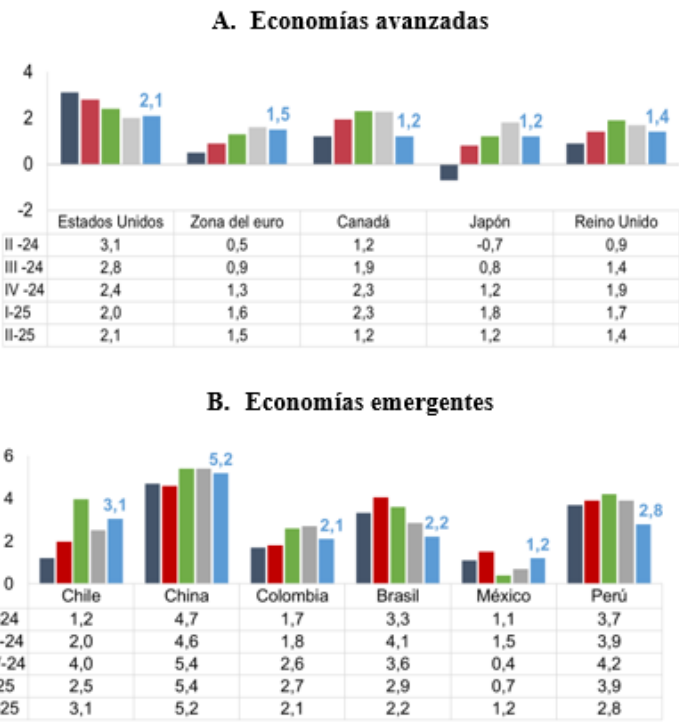 A. Economías avanzadas
4
2
0
-2
2,1
1,5
1,2
1,2
1,4
Estados Unidos Zona del euro Canadá Japón Reino Unido
II -24 3,1 0,5 1,2 -0,7 0,9
III -24 2,8 0,9 1,9 0,8 1,4
IV -24 2,4 1,3 2,3 1,2 1,9
I-25 2,0 1,6 2,3 1,8 1,7
II-25 2,1 1,5 1,2 1,2 1,4
B. Economías emergentes
6
4
2
0
3,1
5,2
2,1
2,2
1,2
2,8
Chile China Colombia Brasil México Perú
24 1,2 4,7 1,7 3,3 1,1 3,7
-24 2,0 4,6 1,8 4,1 1,5 3,9
-24 4,0 5,4 2,6 3,6 0,4 4,2
25 2,5 5,4 2,7 2,9 0,7 3,9
25 3,1 5,2 2,1 2,2 1,2 2,8